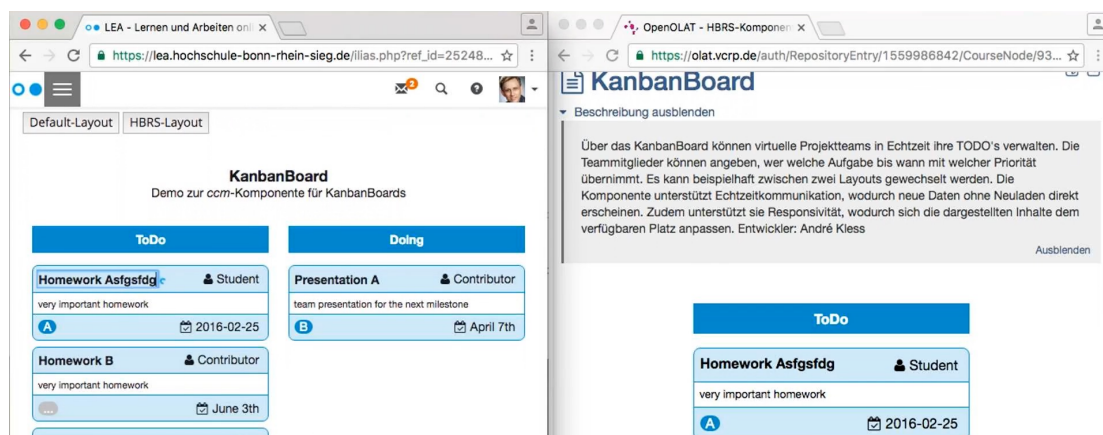 LEA - Lernen und Arbeiten onli
https://lea.hochschule-bonn-rhein-sieg.de/ilias.php?ref_id=25248...
2
Default-Layout HBRS-Layout
KanbanBoard
Demo zur ccm-Komponente für KanbanBoards
ToDo
Homework Asfgsfdg Student
very important homework
A 2016-02-25
Homework B Contributor
very important homework
... June 3th
Doing
Presentation A Contributor
team presentation for the next milestone
B April 7th
OpenOLAT - HBRS-Komponen
https://olat.vcrp.de/auth/RepositoryEntry/1559986842/CourseNode/93...
KanbanBoard
Beschreibung ausblenden
Über das KanbanBoard können virtuelle Projektteams in Echtzeit ihre TODO's verwalten. Die
Teammitglieder können angeben, wer welche Aufgabe bis wann mit welcher Priorität
übernimmt. Es kann beispielhaft zwischen zwei Layouts gewechselt werden. Die
Komponente unterstützt Echtzeitkommunikation, wodurch neue Daten ohne Neuladen direkt
erscheinen. Zudem unterstützt sie Responsivität, wodurch sich die dargestellten Inhalte dem
verfügbaren Platz anpassen. Entwickler: André Kless
Ausblenden
ToDo
Homework Asfgsfdg Student
very important homework
A 2016-02-25